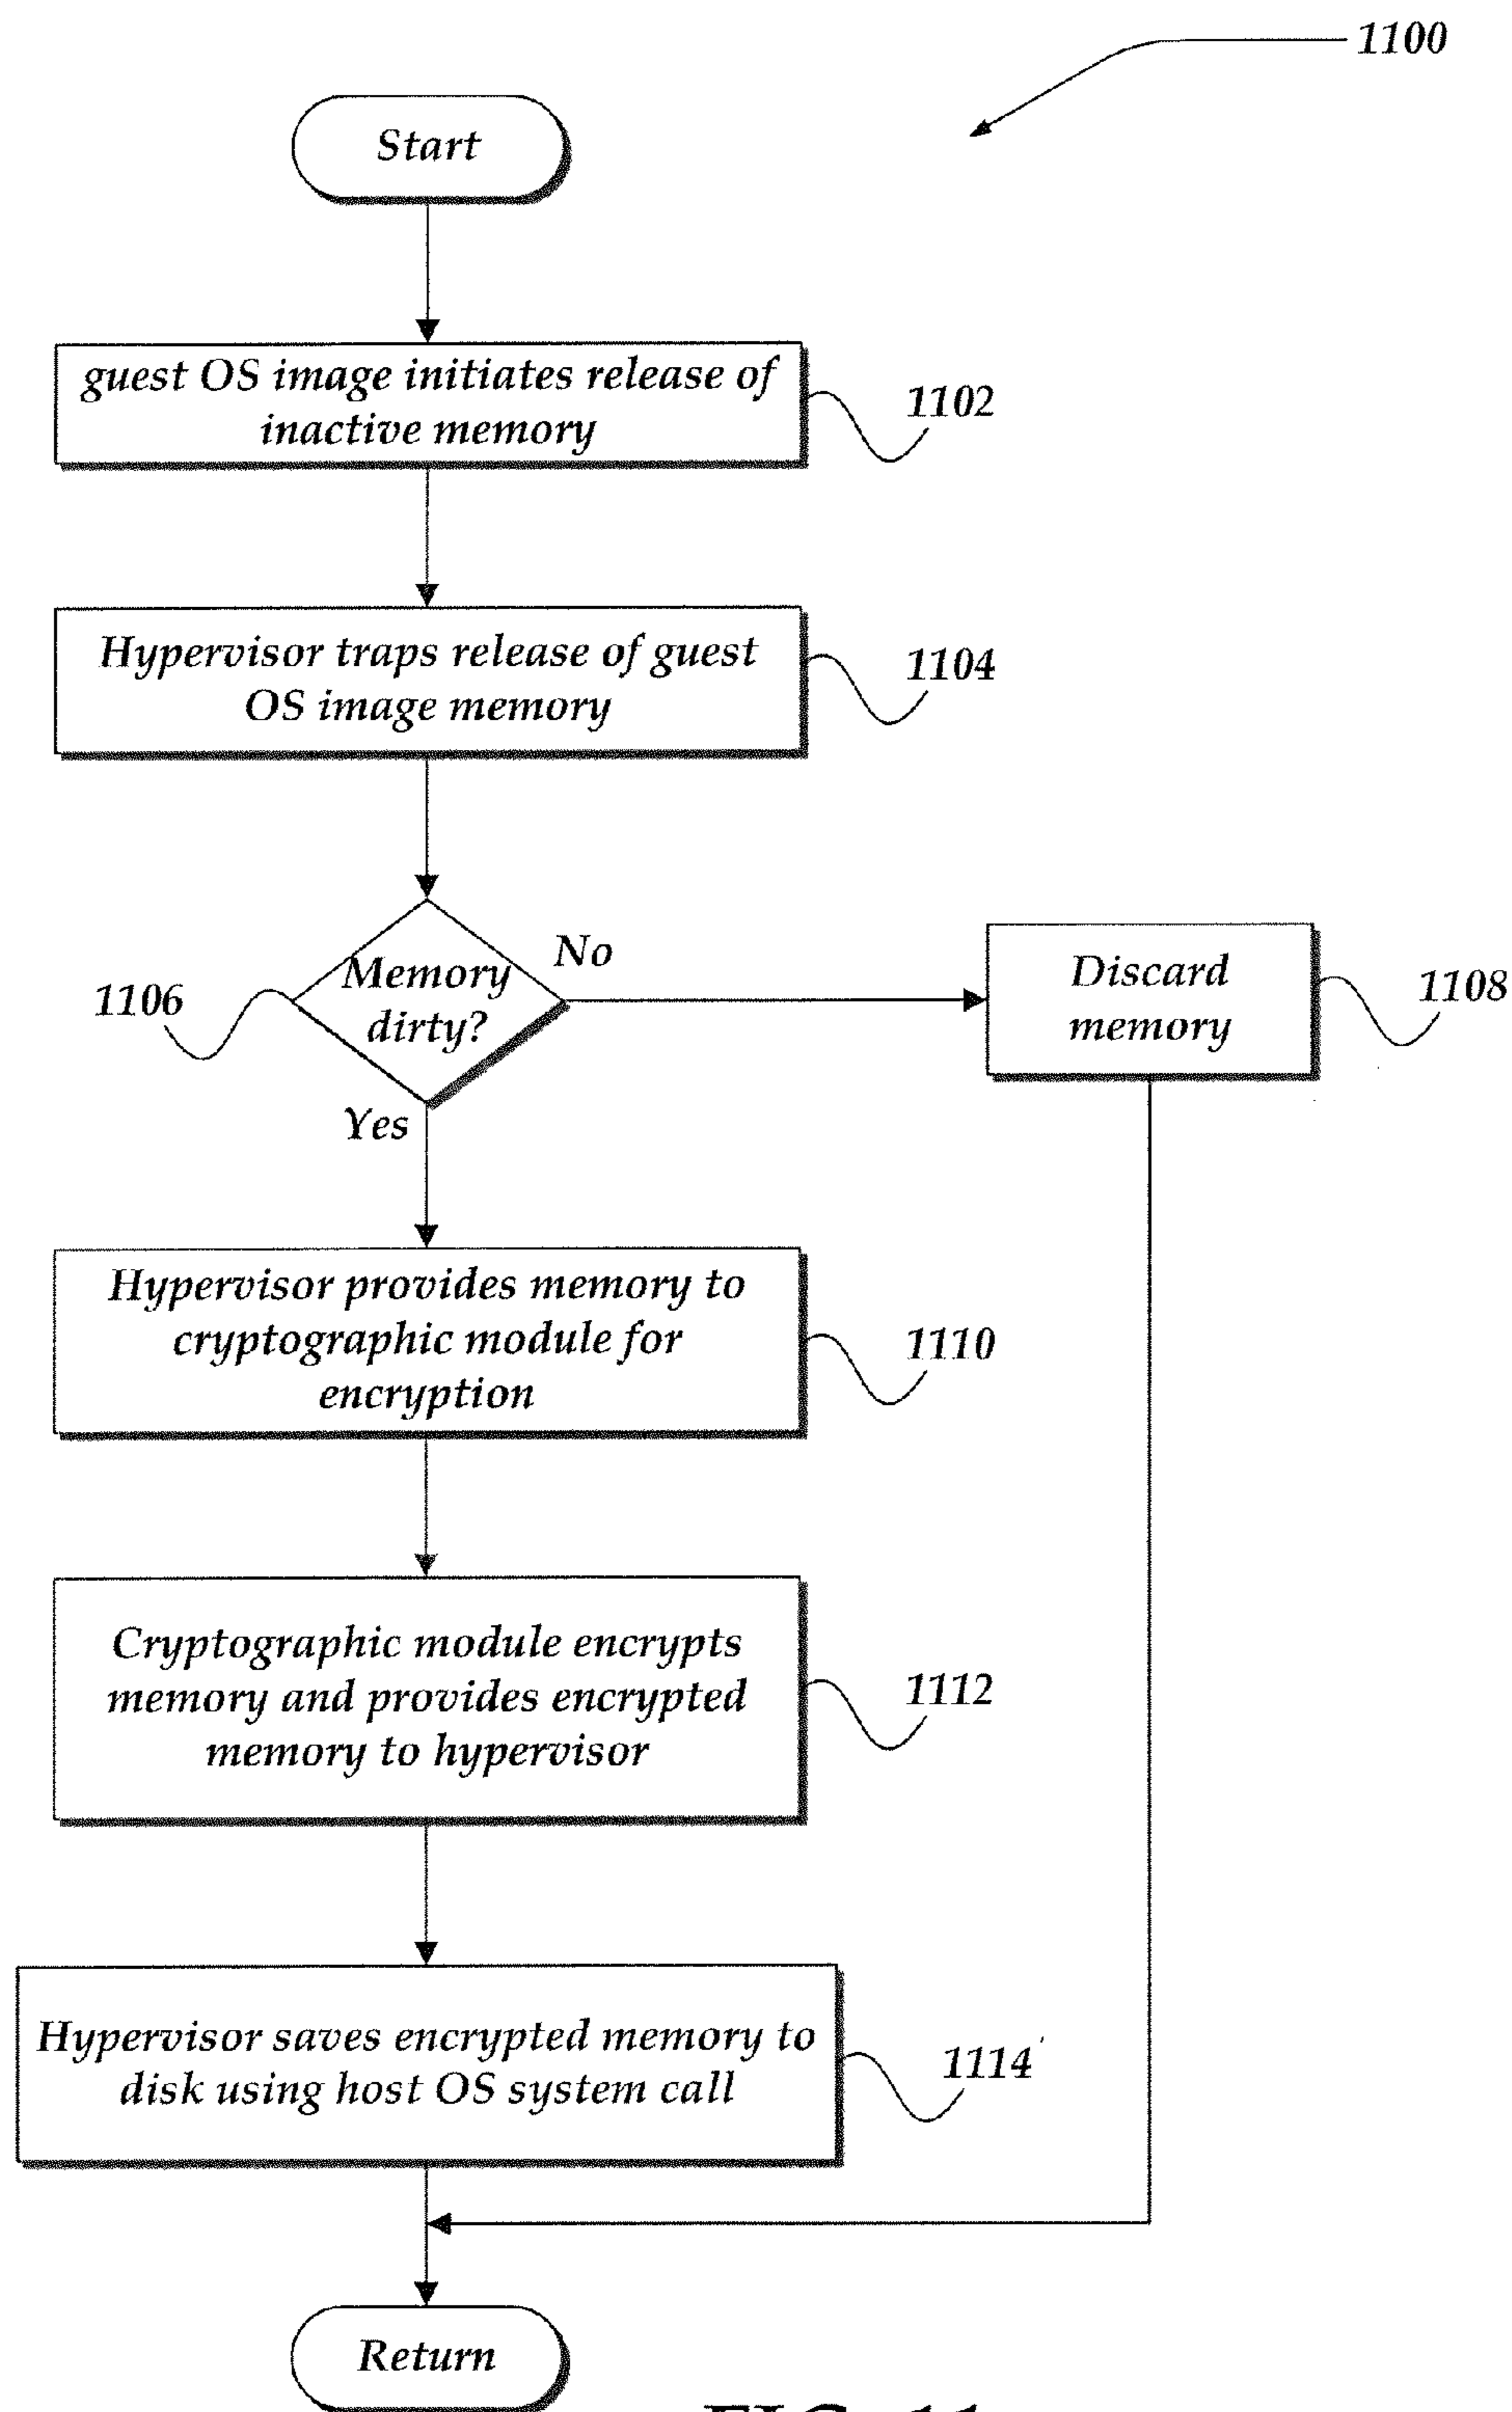 1100
Start
guest OS image initiates release of
inactive memory
1102
Hypervisor traps release of guest
OS image memory
1104
Memory
dirty?
No
1106
Discard
memory
1108
Yes
Hypervisor provides memory to
cryptographic module for
encryption
1110
Cryptographic module encrypts
memory and provides encrypted
memory to hypervisor
1112
Hypervisor saves encrypted memory to
disk using host OS system call
1114
Return